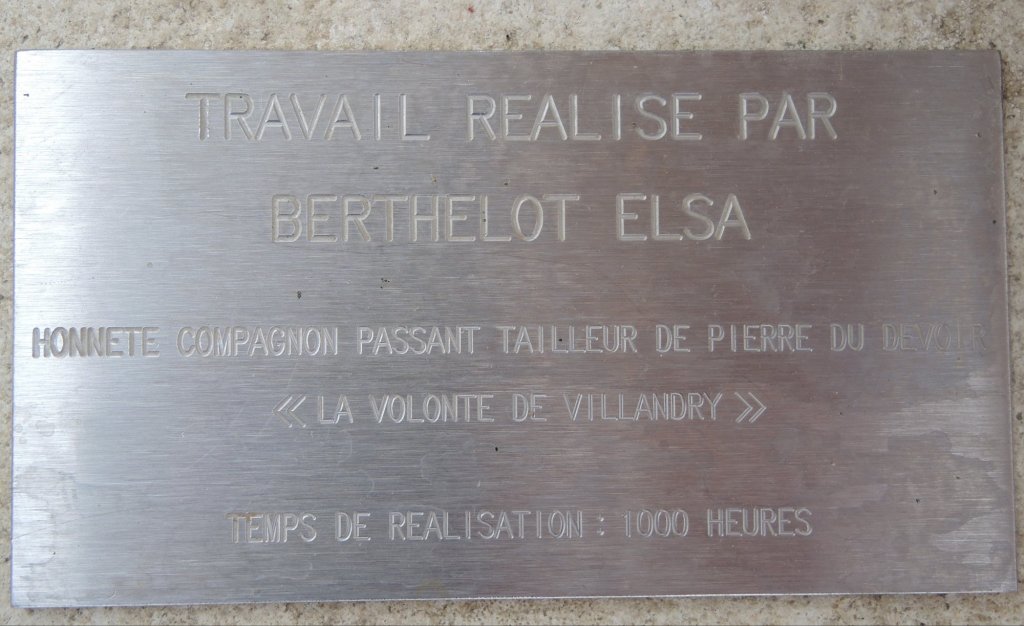 TRAVAIL REALISE PAR
BERTHELOT ELSA
HONNETE COMPAGNON PASSANT TAILLEUR DE PIERRE DU DEVOIR
« LA VOLONTE DE VILLANDRY »
TEMPS DE REALISATION : 1000 HEURES